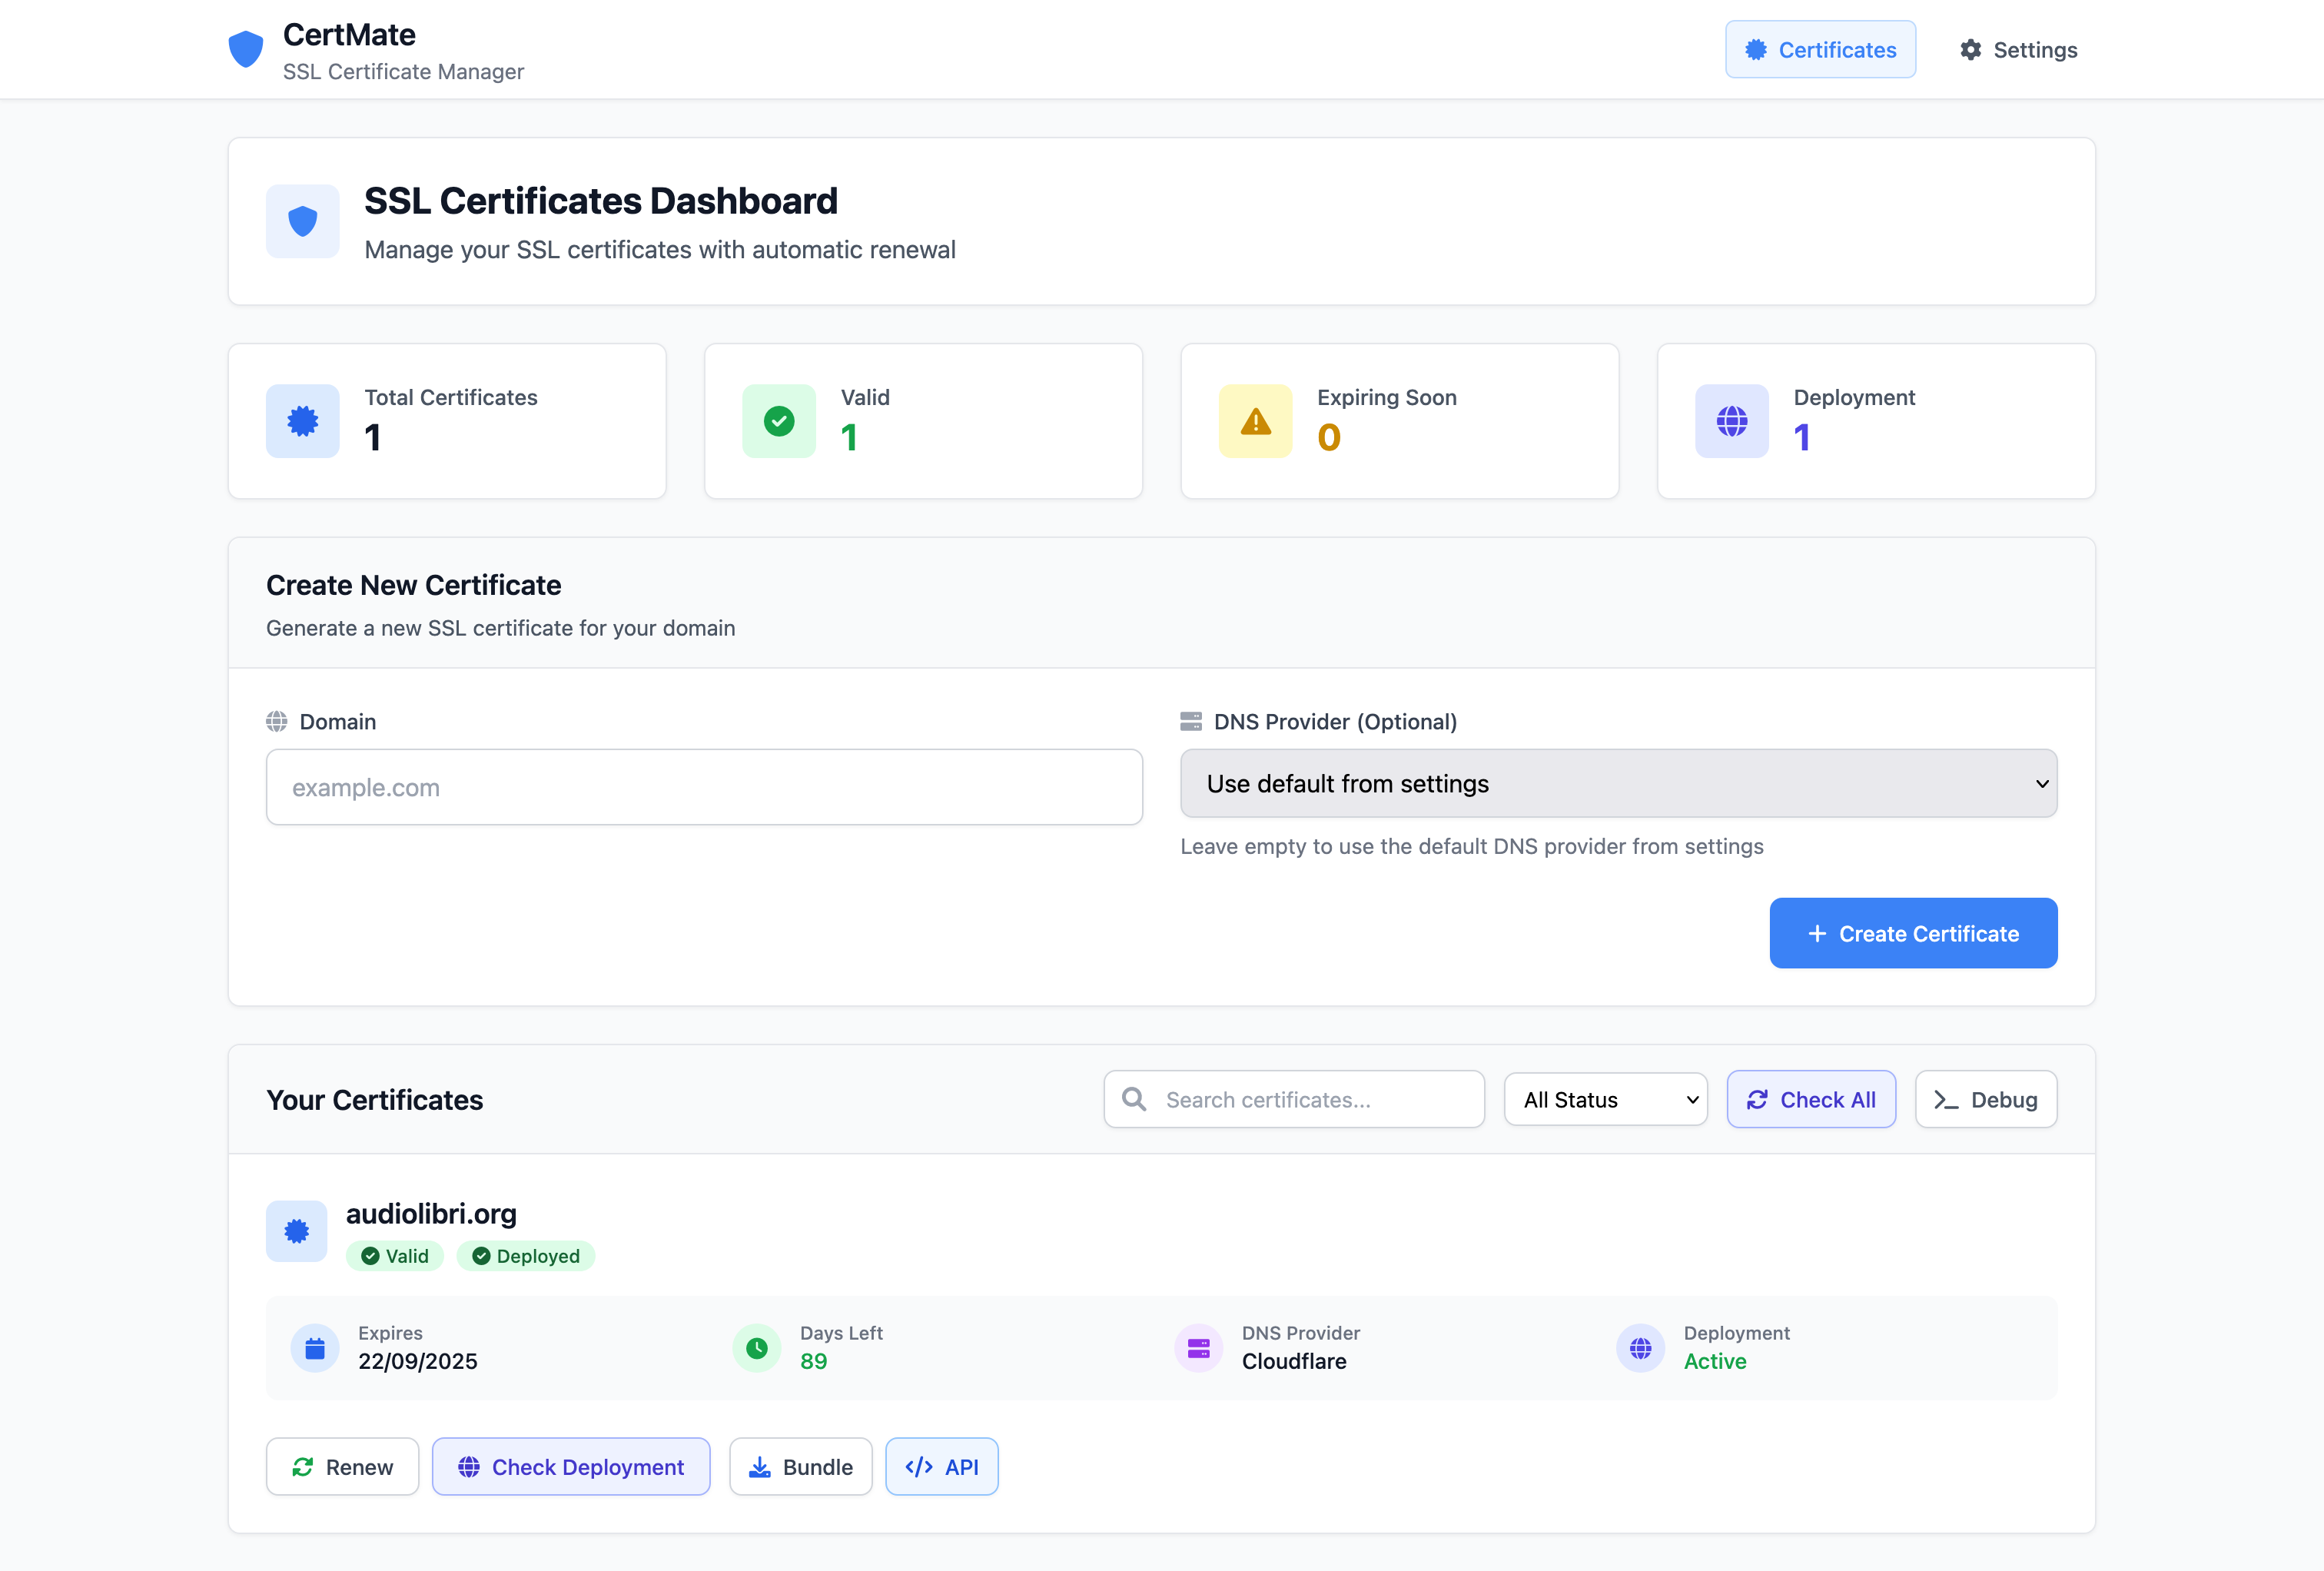 CertMate
SSL Certificate Manager
Certificates
Settings
SSL Certificates Dashboard
Manage your SSL certificates with automatic renewal
Total Certificates
1
Valid
1
Expiring Soon
0
Deployment
1
Create New Certificate
Generate a new SSL certificate for your domain
Domain
example.com
DNS Provider (Optional)
Use default from settings
Leave empty to use the default DNS provider from settings
+ Create Certificate
Your Certificates
Search certificates...
All Status
Check All
Debug
audiolibri.org
Valid
Deployed
Expires
22/09/2025
Days Left
89
DNS Provider
Cloudflare
Deployment
Active
Renew
Check Deployment
Bundle
</> API